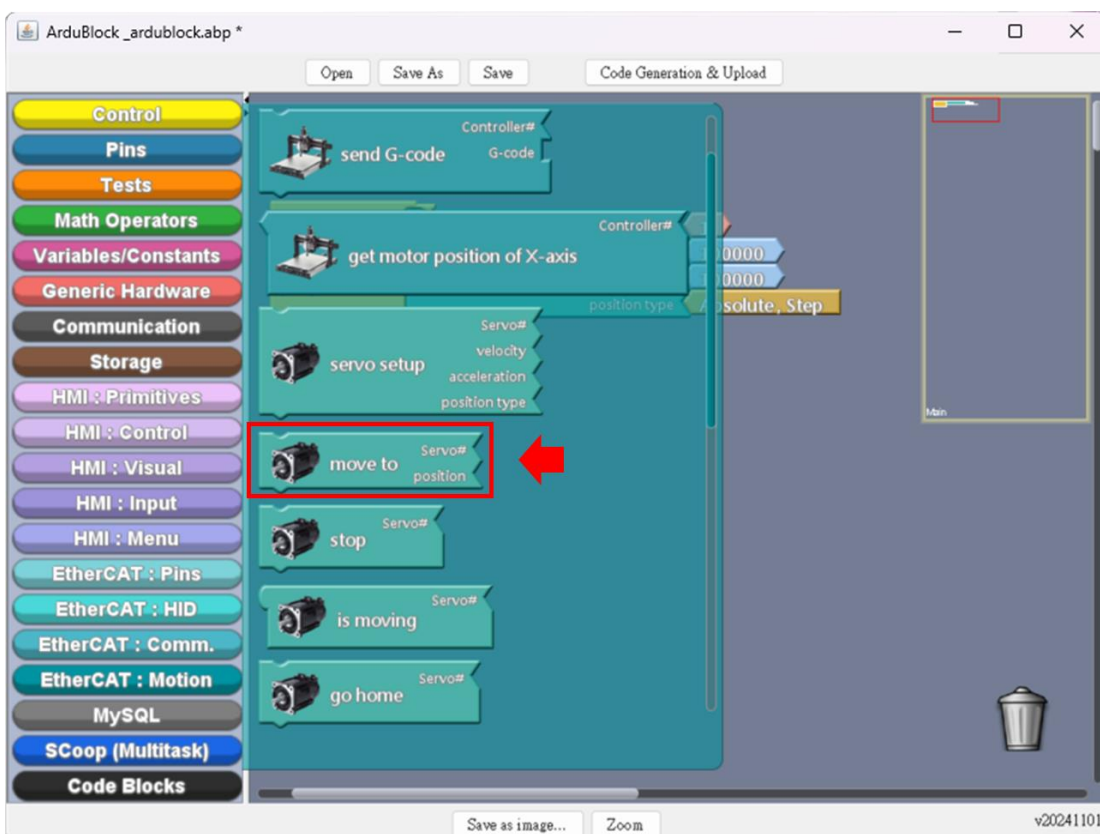 ArduBlock _ardublock.abp *
Open Save As Save Code Generation & Upload
Control
Pins
Tests
Math Operators
Variables/Constants
Generic Hardware
Communication
Storage
HMI : Primitives
HMI : Control
HMI : Visual
HMI : Input
HMI : Menu
EtherCAT : Pins
EtherCAT : HID
EtherCAT : Comm.
EtherCAT : Motion
MySQL
SCoop (Multitask)
Code Blocks
Controller#
send G-code G-code
Controller#
get motor position of X-axis
position type Absolute, Step
Servo#
velocity
servo setup
acceleration
position type
Servo#
move to
position
Servo#
stop
Servo#
is moving
Servo#
go home
Main
Save as image... Zoom
v20241101